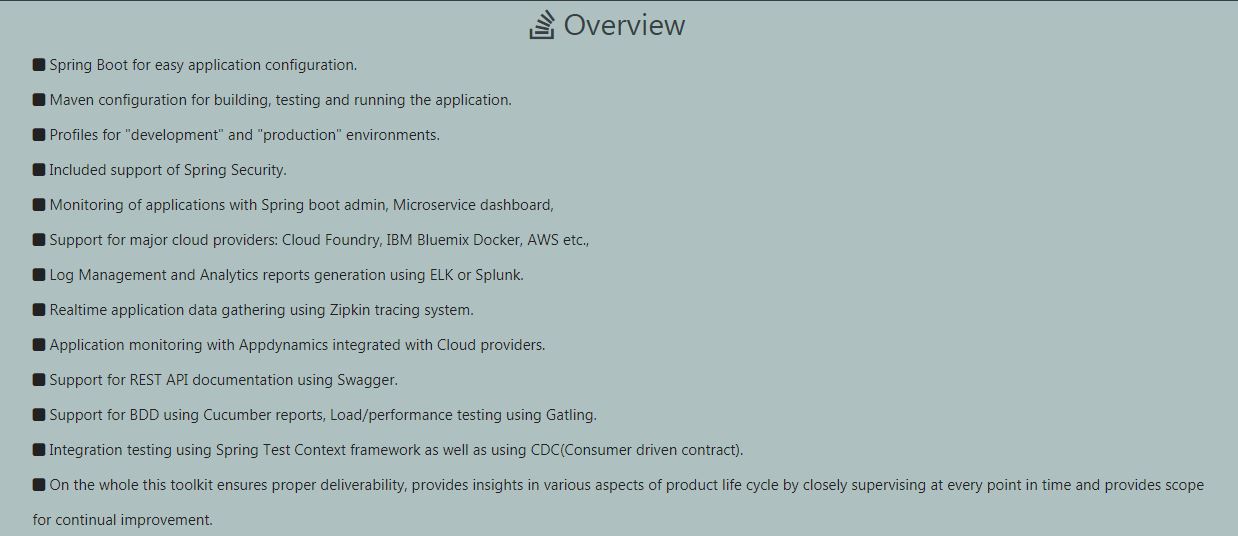 Overview
Spring Boot for easy application configuration.
Maven configuration for building, testing and running the application.
Profiles for "development" and "production" environments.
Included support of Spring Security.
Monitoring of applications with Spring boot admin, Microservice dashboard,
Support for major cloud providers: Cloud Foundry, IBM Bluemix Docker, AWS etc.,
Log Management and Analytics reports generation using ELK or Splunk.
Realtime application data gathering using Zipkin tracing system.
Application monitoring with Appdynamics integrated with Cloud providers.
Support for REST API documentation using Swagger.
Support for BDD using Cucumber reports, Load/performance testing using Gatling.
Integration testing using Spring Test Context framework as well as using CDC(Consumer driven contract).
On the whole this toolkit ensures proper deliverability, provides insights in various aspects of product life cycle by closely supervising at every point in time and provides scope
for continual improvement.